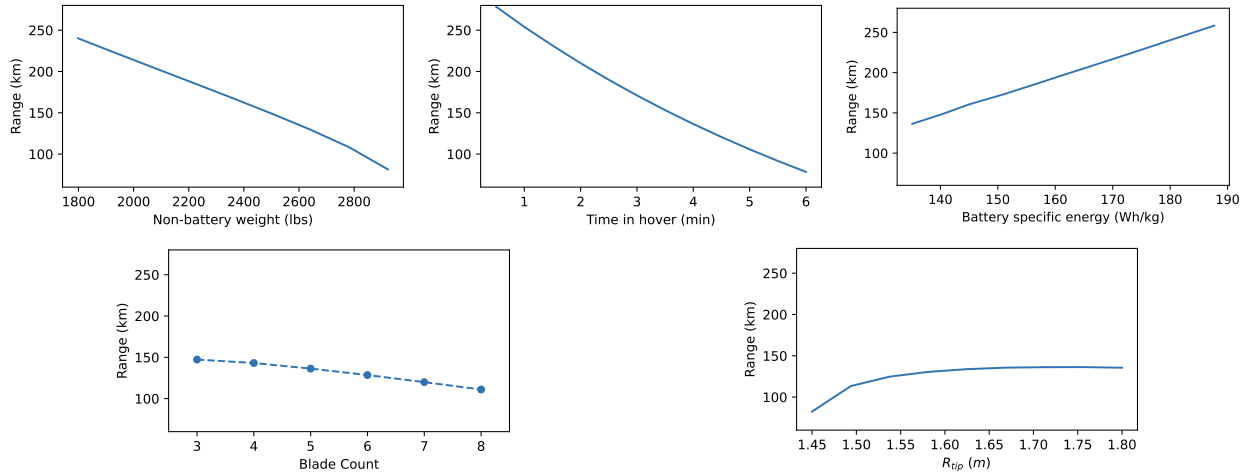 250
200
150
100
Range (km)
1800 2000 2200 2400 2600 2800
Non-battery weight (lbs)
250
200
150
100
Range (km)
1 2 3 4 5 6
Time in hover (min)
250
200
150
100
Range (km)
140 150 160 170 180 190
Battery specific energy (Wh/kg)
250
200
150
100
Range (km)
3 4 5 6 7 8
Blade Count
250
200
150
100
Range (km)
1.45 1.50 1.55 1.60 1.65 1.70 1.75 1.80
R_tip (m)